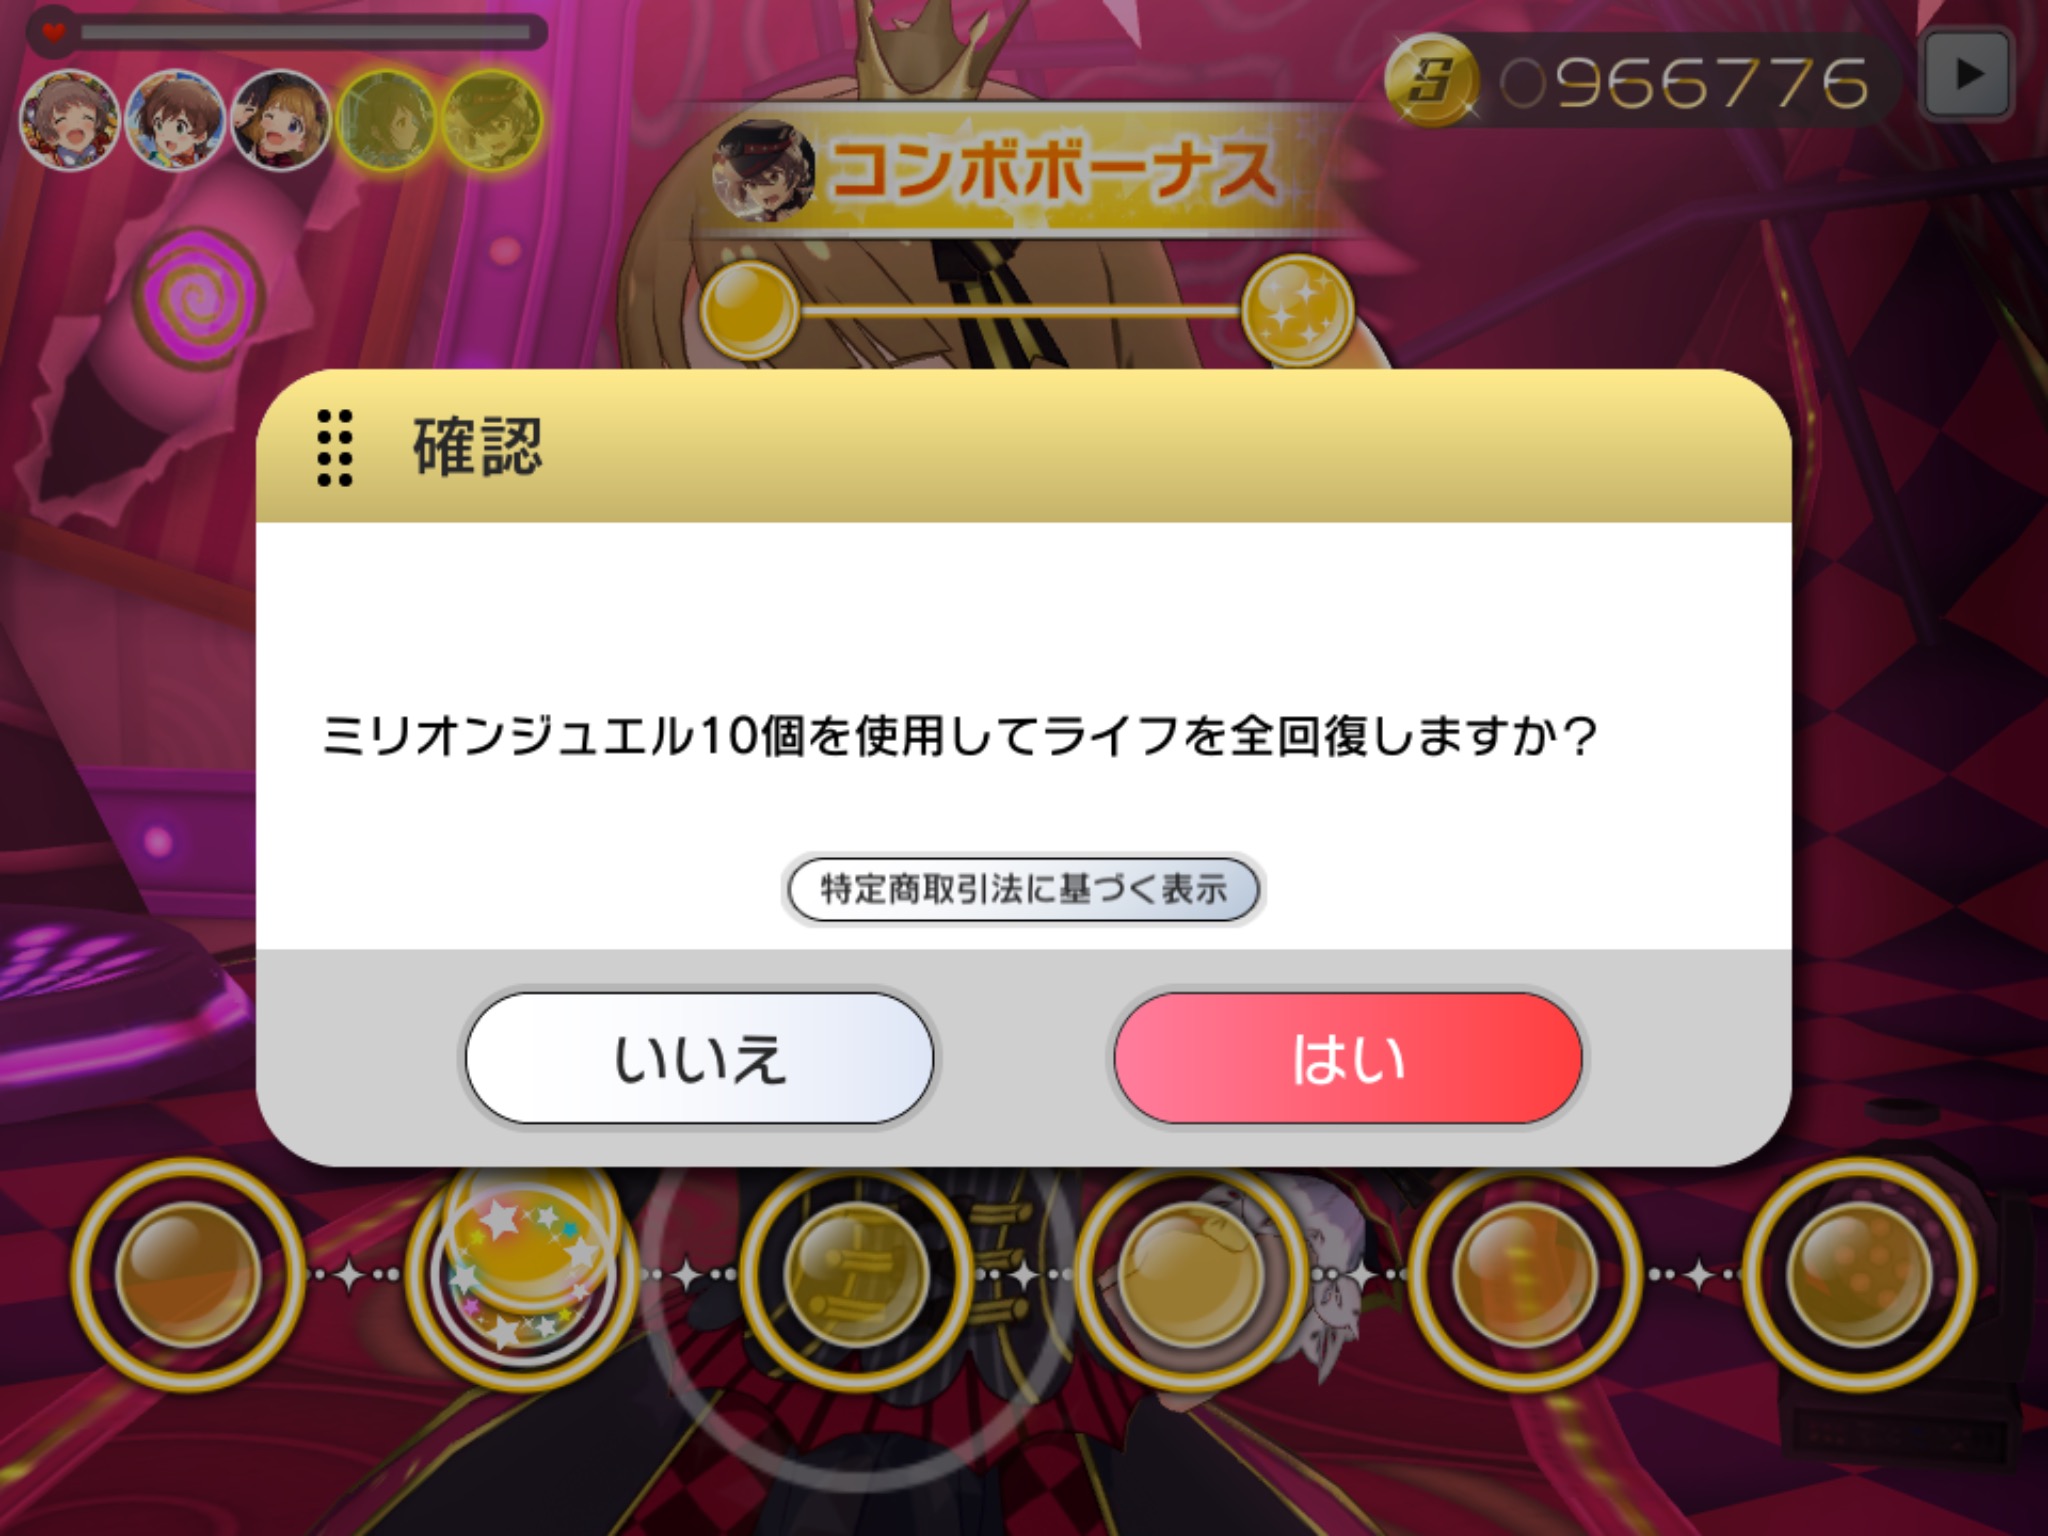 S 0966776
コンボボーナス
確認
ミリオンジュエル10個を使用してライフを全回復しますか？
特定商取引法に基づく表示
いいえ
はい